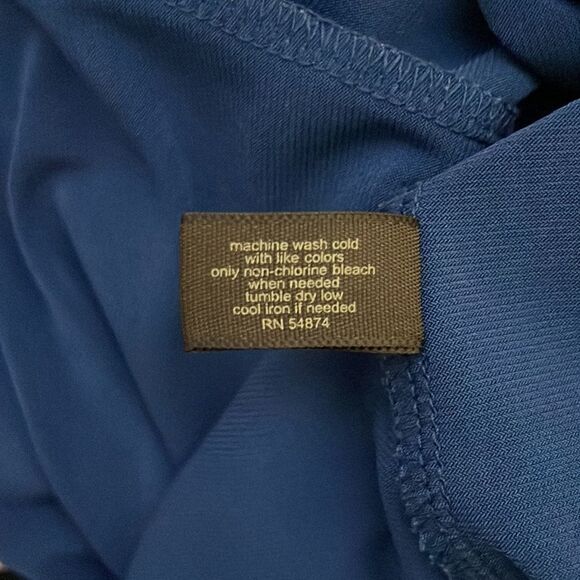 machine wash cold
with like colors
only non-chlorine bleach
when needed
tumble dry low
cool iron if needed
RN 54874